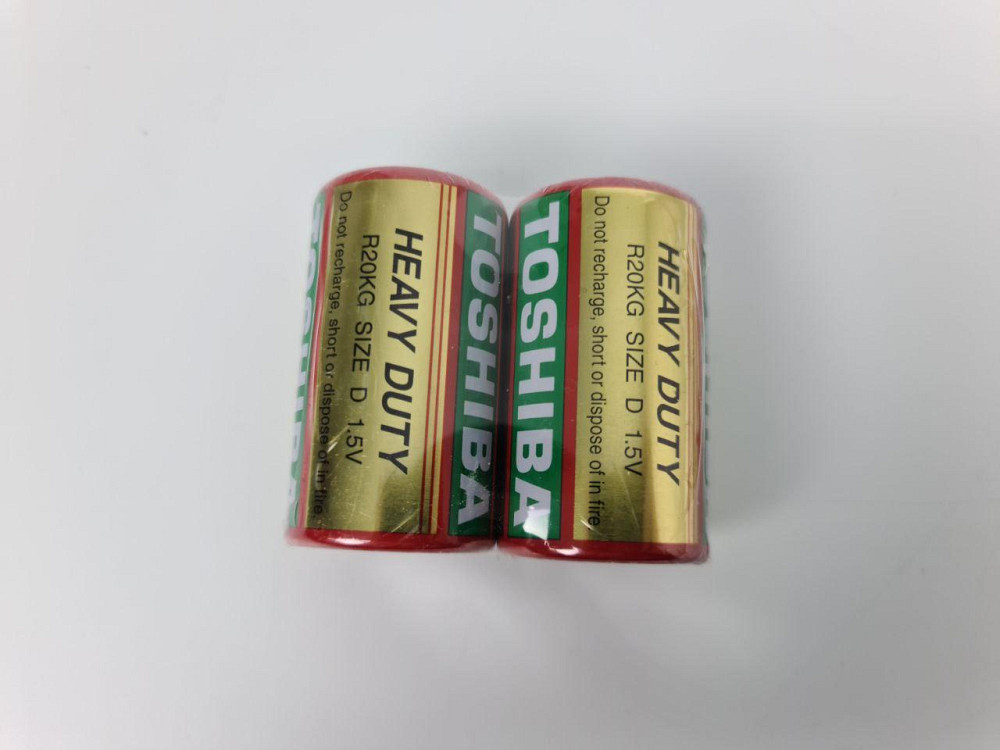 TOSHIBA
HEAVY DUTY
R20KG SIZE D 1.5V
Do not recharge, short or dispose of in fire.
TOSHIBA
HEAVY DUTY
R20KG SIZE D 1.5V
Do not recharge, short or dispose of in fire
TOSHIBA